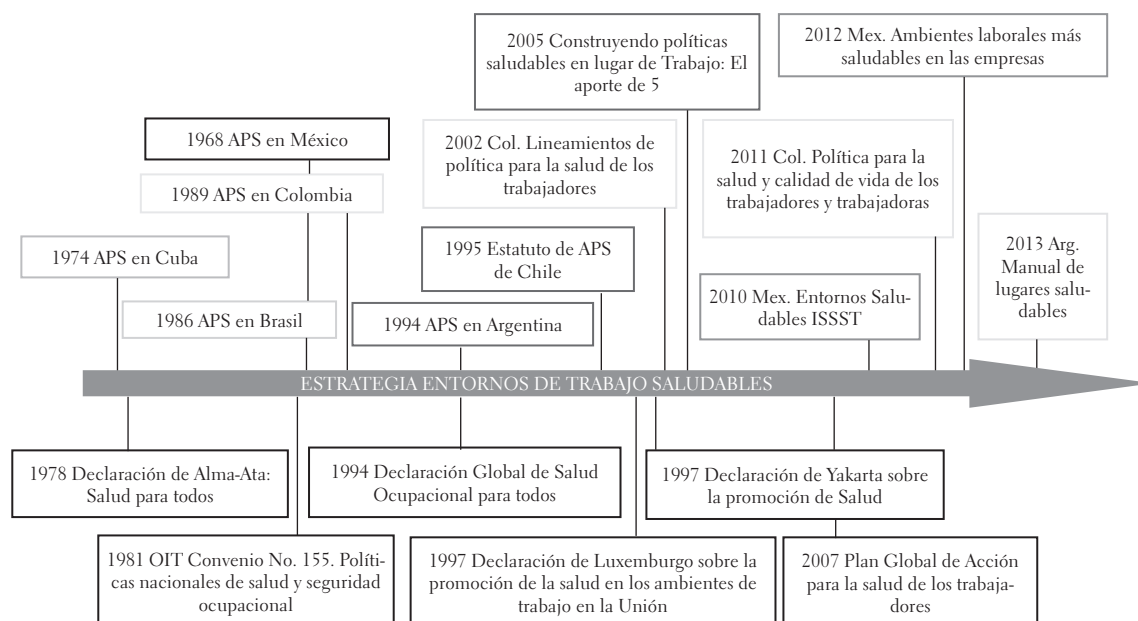 2005 Construyendo políticas
saludables en lugar de Trabajo: El
aporte de 5
2012 Mex. Ambientes laborales más
saludables en las empresas
1968 APS en México
2002 Col. Lineamientos de
política para la salud de los
trabajadores
2011 Col. Política para la
salud y calidad de vida de los
trabajadores y trabajadoras
1989 APS en Colombia
1974 APS en Cuba
1995 Estatuto de APS
de Chile
2013 Arg.
Manual de
lugares salu-
dables
1986 APS en Brasil
1994 APS en Argentina
2010 Mex. Entornos Salu-
dables ISSST
ESTRATEGIA ENTORNOS DE TRABAJO SALUDABLES
1978 Declaración de Alma-Ata:
Salud para todos
1994 Declaración Global de Salud
Ocupacional para todos
1997 Declaración de Yakarta sobre
la promoción de Salud
1981 OIT Convenio No. 155. Políti-
cas nacionales de salud y seguridad
ocupacional
1997 Declaración de Luxemburgo sobre la
promoción de la salud en los ambientes de
trabajo en la Unión
2007 Plan Global de Acción
para la salud de los trabaja-
dores